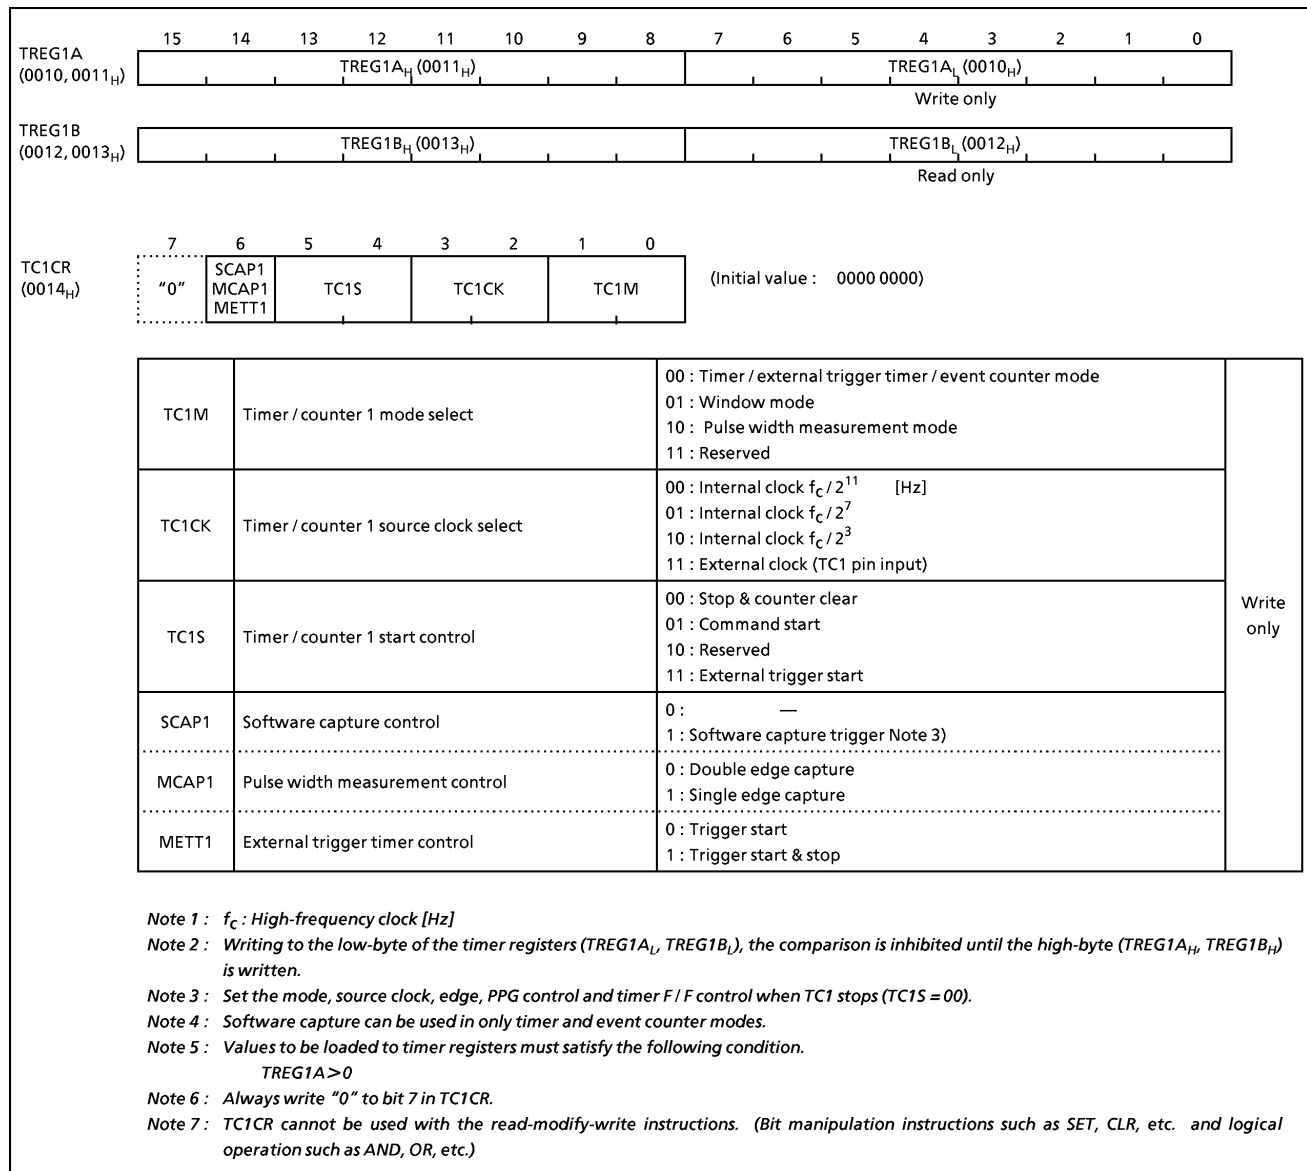 15 14 13 12 11 10 9 8 7 6 5 4 3 2 1 0
TREG1A
(0010, 0011H)
TREG1AH (0011H) TREG1AL (0010H)
Write only
TREG1B
(0012, 0013H)
TREG1BH (0013H) TREG1BL (0012H)
Read only
7 6 5 4 3 2 1 0
TC1CR
(0014H)
"0"
SCAP1
MCAP1
METT1
TC1S TC1CK TC1M
(Initial value : 0000 0000)
TC1M Timer / counter 1 mode select
00 : Timer / external trigger timer / event counter mode
01 : Window mode
10 : Pulse width measurement mode
11 : Reserved
TC1CK Timer / counter 1 source clock select
00 : Internal clock fc / 2^11 [Hz]
01 : Internal clock fc / 2^7
10 : Internal clock fc / 2^3
11 : External clock (TC1 pin input)
TC1S Timer / counter 1 start control
00 : Stop & counter clear
01 : Command start
10 : Reserved
11 : External trigger start
SCAP1 Software capture control
0 : —
1 : Software capture trigger Note 3)
MCAP1 Pulse width measurement control
0 : Double edge capture
1 : Single edge capture
METT1 External trigger timer control
0 : Trigger start
1 : Trigger start & stop
Write
only
Note 1 : fc : High-frequency clock [Hz]
Note 2 : Writing to the low-byte of the timer registers (TREG1AL, TREG1BL), the comparison is inhibited until the high-byte (TREG1AH, TREG1BH)
is written.
Note 3 : Set the mode, source clock, edge, PPG control and timer F / F control when TC1 stops (TC1S = 00).
Note 4 : Software capture can be used in only timer and event counter modes.
Note 5 : Values to be loaded to timer registers must satisfy the following condition.
TREG1A>0
Note 6 : Always write "0" to bit 7 in TC1CR.
Note 7 : TC1CR cannot be used with the read-modify-write instructions. (Bit manipulation instructions such as SET, CLR, etc. and logical
operation such as AND, OR, etc.)